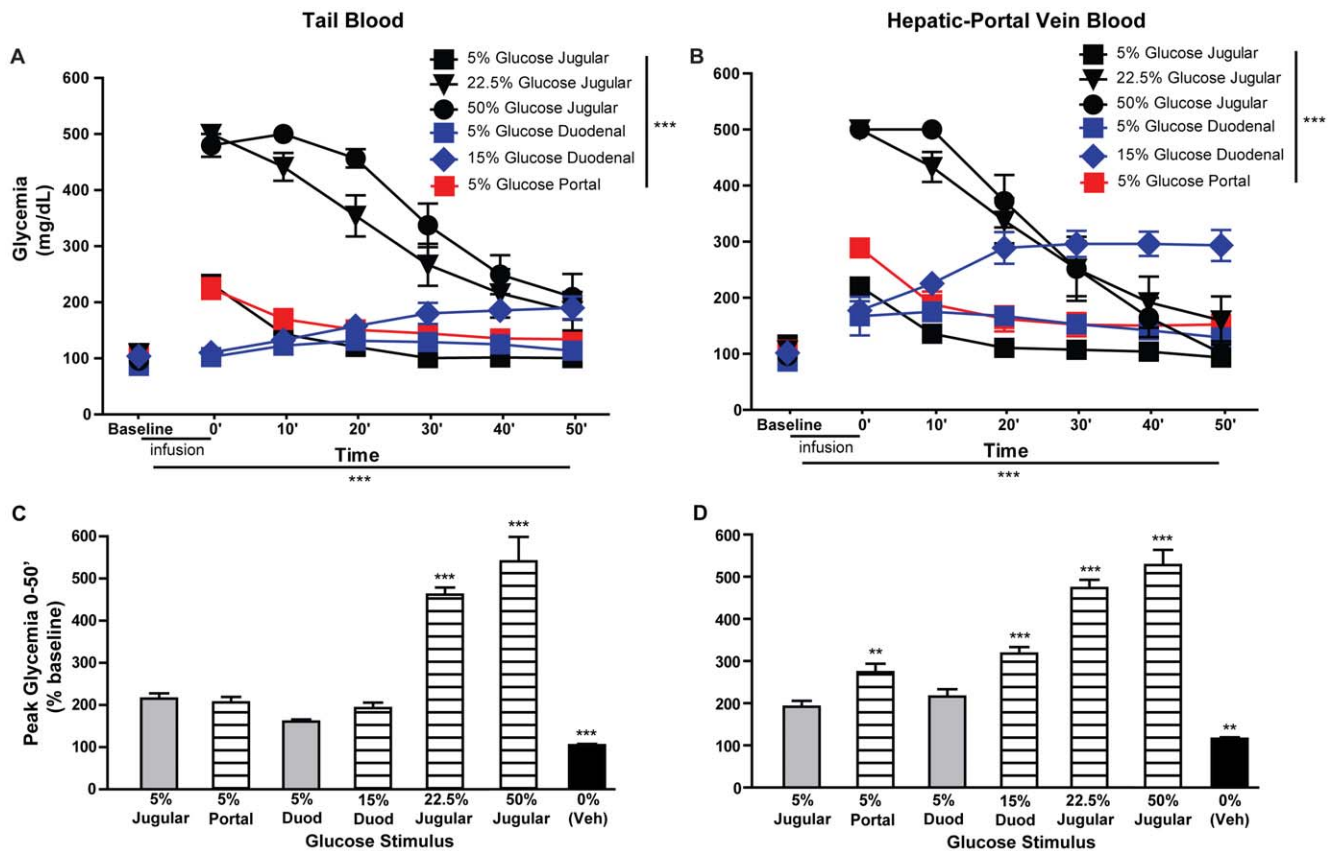 Tail Blood
Hepatic-Portal Vein Blood
A
5% Glucose Jugular
22.5% Glucose Jugular
50% Glucose Jugular
5% Glucose Duodenal
15% Glucose Duodenal
5% Glucose Portal
***
Glycemia
(mg/dL)
600
500
400
300
200
100
0
Baseline 0' 10' 20' 30' 40' 50'
infusion
Time
***
B
5% Glucose Jugular
22.5% Glucose Jugular
50% Glucose Jugular
5% Glucose Duodenal
15% Glucose Duodenal
5% Glucose Portal
***
600
500
400
300
200
100
0
Baseline 0' 10' 20' 30' 40' 50'
infusion
Time
***
C
Peak Glycemia 0-50'
(% baseline)
600
500
400
300
200
100
0
*** *** ***
5% 5% 5% 15% 22.5% 50% 0%
Jugular Portal Duod Duod Jugular Jugular (Veh)
Glucose Stimulus
D
600
500
400
300
200
100
0
** *** *** *** **
5% 5% 5% 15% 22.5% 50% 0%
Jugular Portal Duod Duod Jugular Jugular (Veh)
Glucose Stimulus